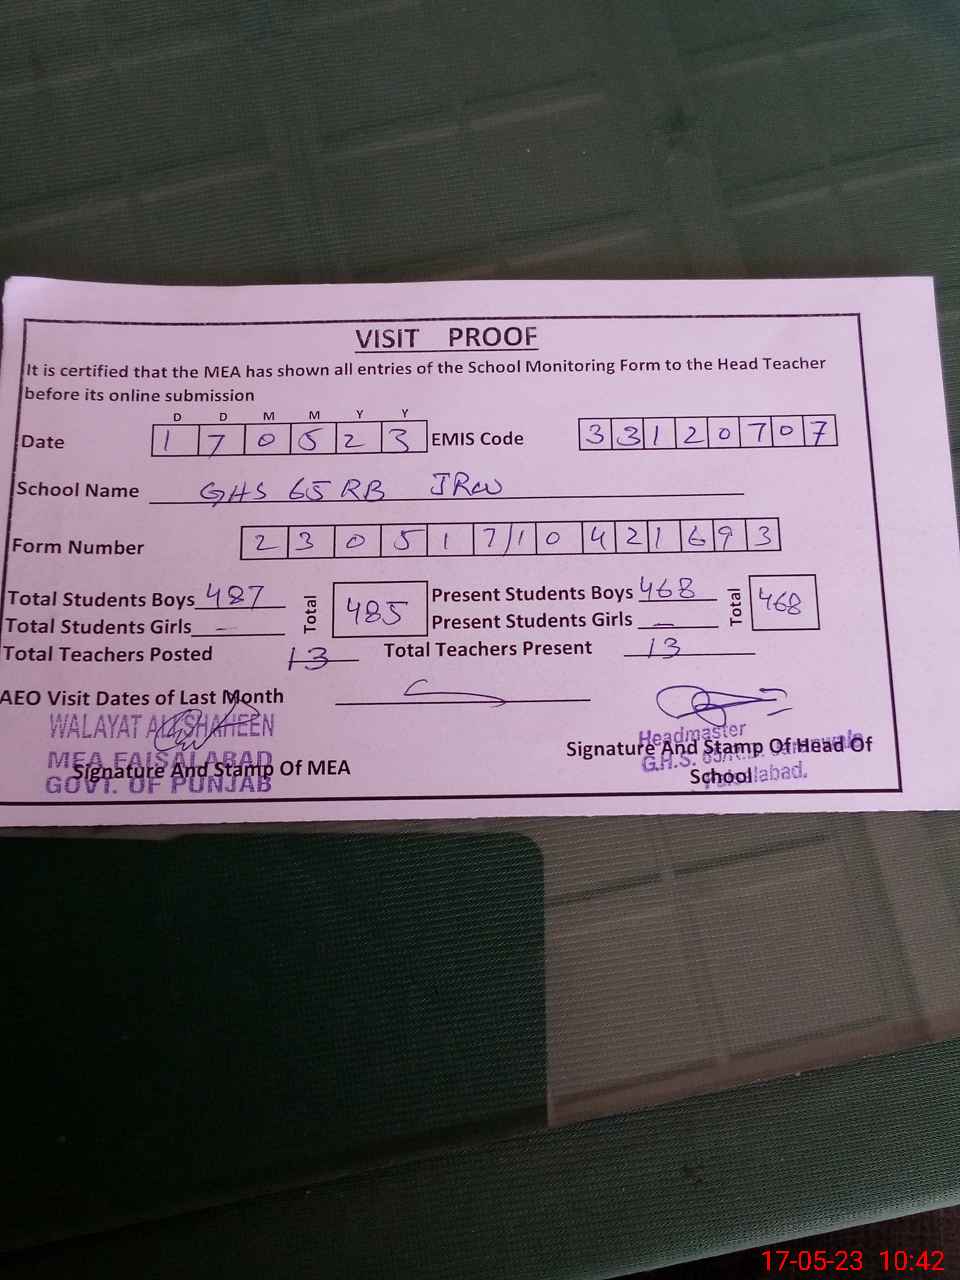 VISIT PROOF
It is certified that the MEA has shown all entries of the School Monitoring Form to the Head Teacher
before its online submission
D D M M Y Y
Date 1 7 0 5 2 3 EMIS Code 3 3 1 2 0 7 0 7
School Name GHS 65 RB JRW
Form Number 2 3 0 5 1 7 1 0 4 2 1 6 9 3
Total Students Boys 487 Total 485 Present Students Boys 468 Total 468
Total Students Girls — Present Students Girls —
Total Teachers Posted 13 Total Teachers Present 13
AEO Visit Dates of Last Month
WALAYAT ALI SHAHEEN
MEA FAISALABAD
GOVT. OF PUNJAB
Signature And Stamp Of MEA
Headmaster
G.H.S. 65/R.B.
Signature And Stamp Of Head Of
School
17-05-23 10:42